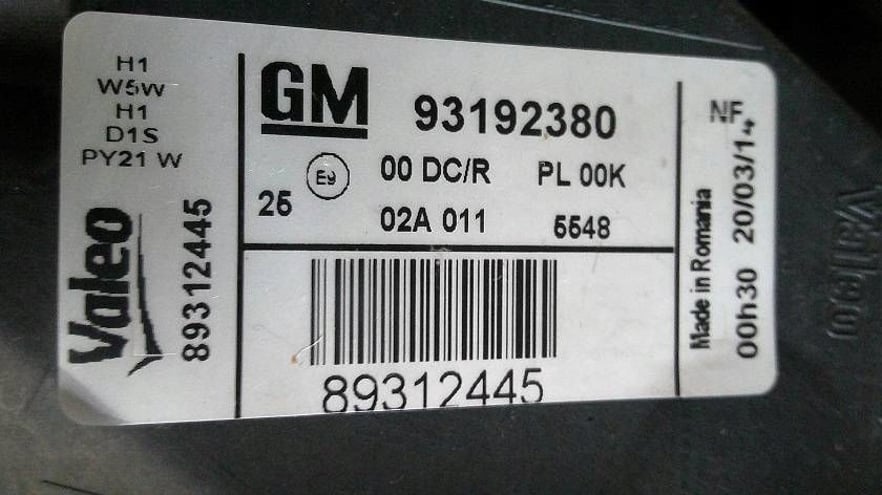 H1
W5W
H1
D1S
PY21 W
Valeo
89312445
GM
93192380
E9
00 DC/R PL 00K
25
02A 011 5548
89312445
NF
Made in Romania
00h30 20/03/14
Valeo